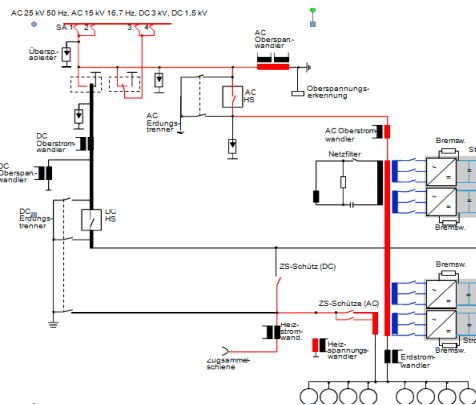 AC 25 kV 50 Hz, AC 15 kV 16,7 Hz, DC 3 kV, DC 1,5 kV
SA 1 2 3 4
AC
Oberspan.
wandler
Übersp.
ableiter
AC
HS
Oberspannungs-
erkennung
AC
Erdungs-
trenner
DC
Oberstrom
wandler
AC Oberstrom-
wandler
Netzfilter
Bremsw.
DC
Oberspan.
wandler
DC
Erdungs-
trenner
DC
HS
Bremsw.
ZS-Schütz (DC)
Bremsw.
ZS-Schütze (AC)
Heiz-
strom-
wand.
Heiz-
spannungs-
wandler
Zugsammel-
schiene
Erdstrom-
wandler
Bremsw.